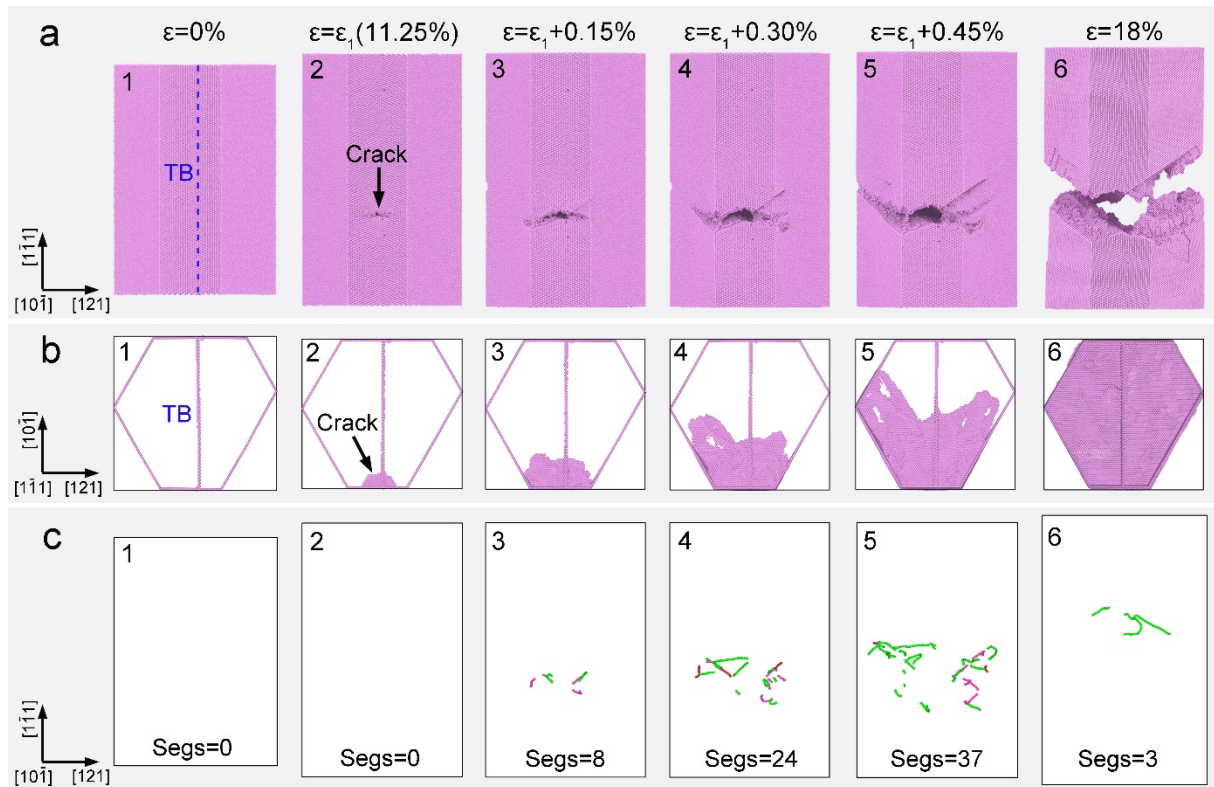 a
ε=0%
ε=ε₁(11.25%)
ε=ε₁+0.15%
ε=ε₁+0.30%
ε=ε₁+0.45%
ε=18%
1
2
3
4
5
6
TB
Crack
[11̄1]
[101̄]
[121]
b
1
2
3
4
5
6
TB
Crack
[101̄]
[11̄1]
[121]
c
1
2
3
4
5
6
Segs=0
Segs=0
Segs=8
Segs=24
Segs=37
Segs=3
[11̄1]
[101̄]
[121]